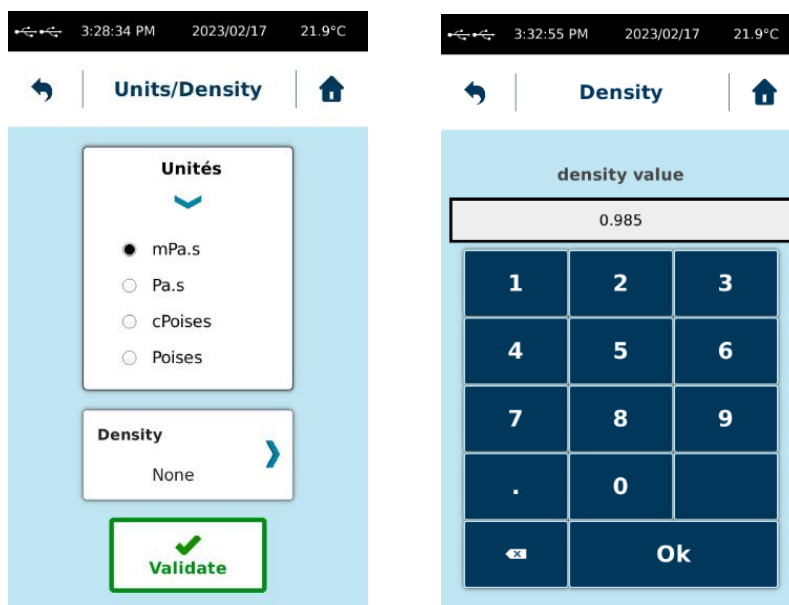 3:28:34 PM 2023/02/17 21.9°C
Units/Density
Unités
mPa.s
Pa.s
cPoises
Poises
Density
None
Validate
3:32:55 PM 2023/02/17 21.9°C
Density
density value
0.985
1 2 3
4 5 6
7 8 9
. 0
Ok